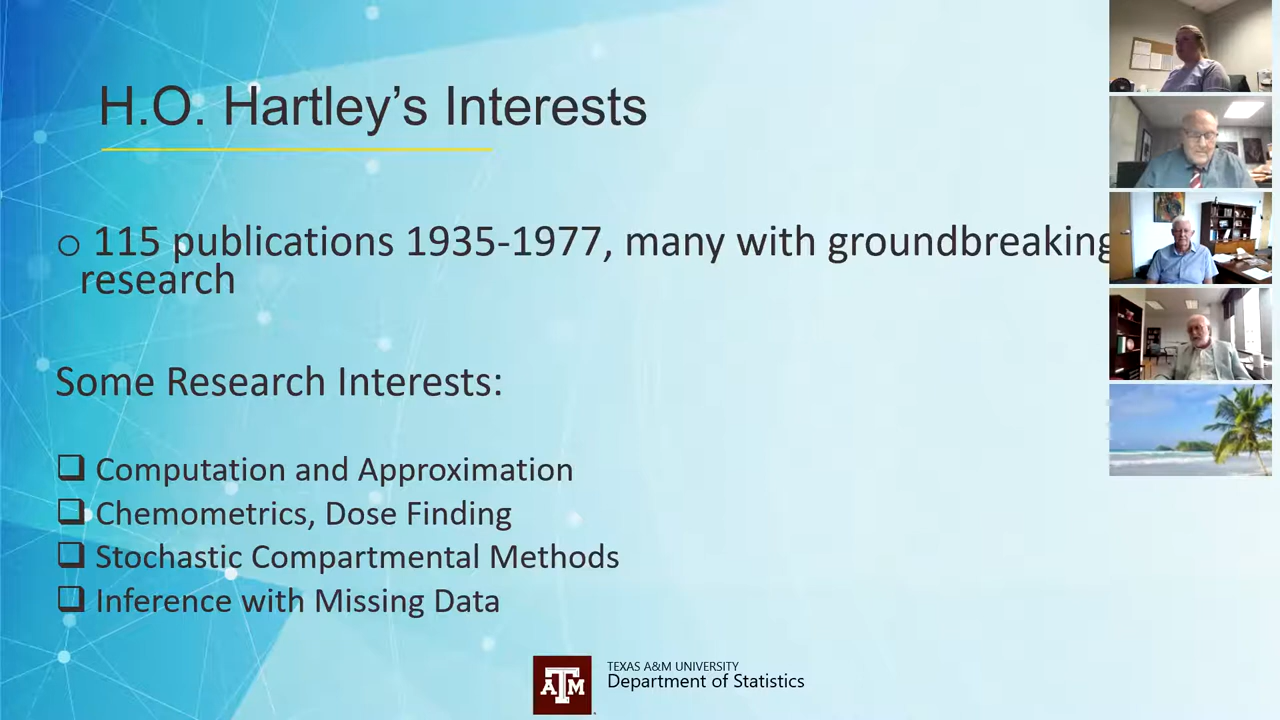 H.O. Hartley’s Interests
115 publications 1935-1977, many with groundbreaking
research
Some Research Interests:
Computation and Approximation
Chemometrics, Dose Finding
Stochastic Compartmental Methods
Inference with Missing Data
ATM
TEXAS A&M UNIVERSITY
Department of Statistics